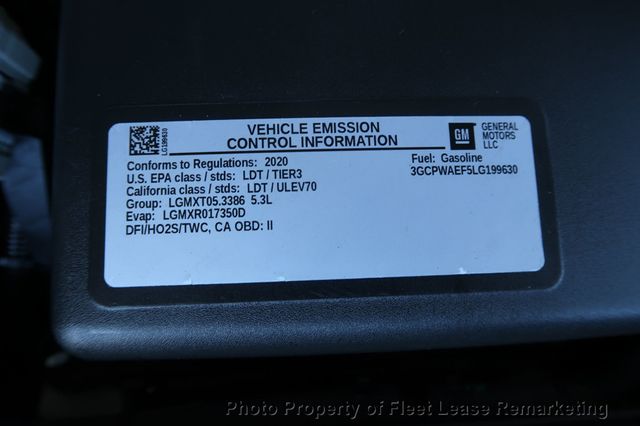 VEHICLE EMISSION
CONTROL INFORMATION
LG199630
GM
GENERAL
MOTORS
LLC
Conforms to Regulations: 2020
U.S. EPA class / stds: LDT / TIER3
California class / stds: LDT / ULEV70
Group: LGMXT05.3386 5.3L
Evap: LGMXR017350D
DFI/HO2S/TWC, CA OBD: II
Fuel: Gasoline
3GCPWAEF5LG199630
Photo Property of Fleet Lease Remarketing